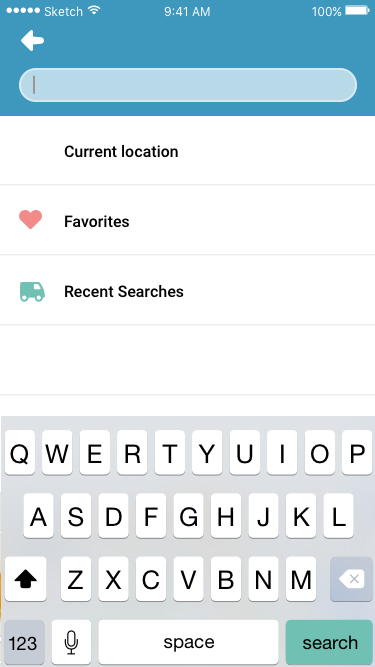 Sketch 9:41 AM 100%
Current location
Favorites
Recent Searches
Q W E R T Y U I O P
A S D F G H J K L
Z X C V B N M
123 space search